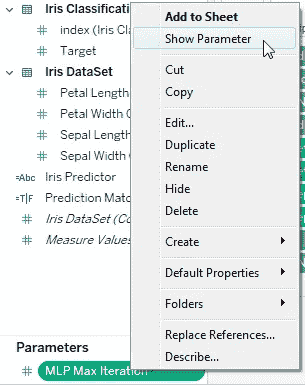 Iris Classific
index (Iris Cla
Target
Iris DataSet
Petal Length
Petal Width C
Sepal Length
Sepal Width C
=Abc Iris Predictor
=T|F Prediction Matc
Iris DataSet (Co
Measure Values
Parameters
MLP Max Iteration
Add to Sheet
Show Parameter
Cut
Copy
Edit...
Duplicate
Rename
Hide
Delete
Create
Default Properties
Folders
Replace References...
Describe...